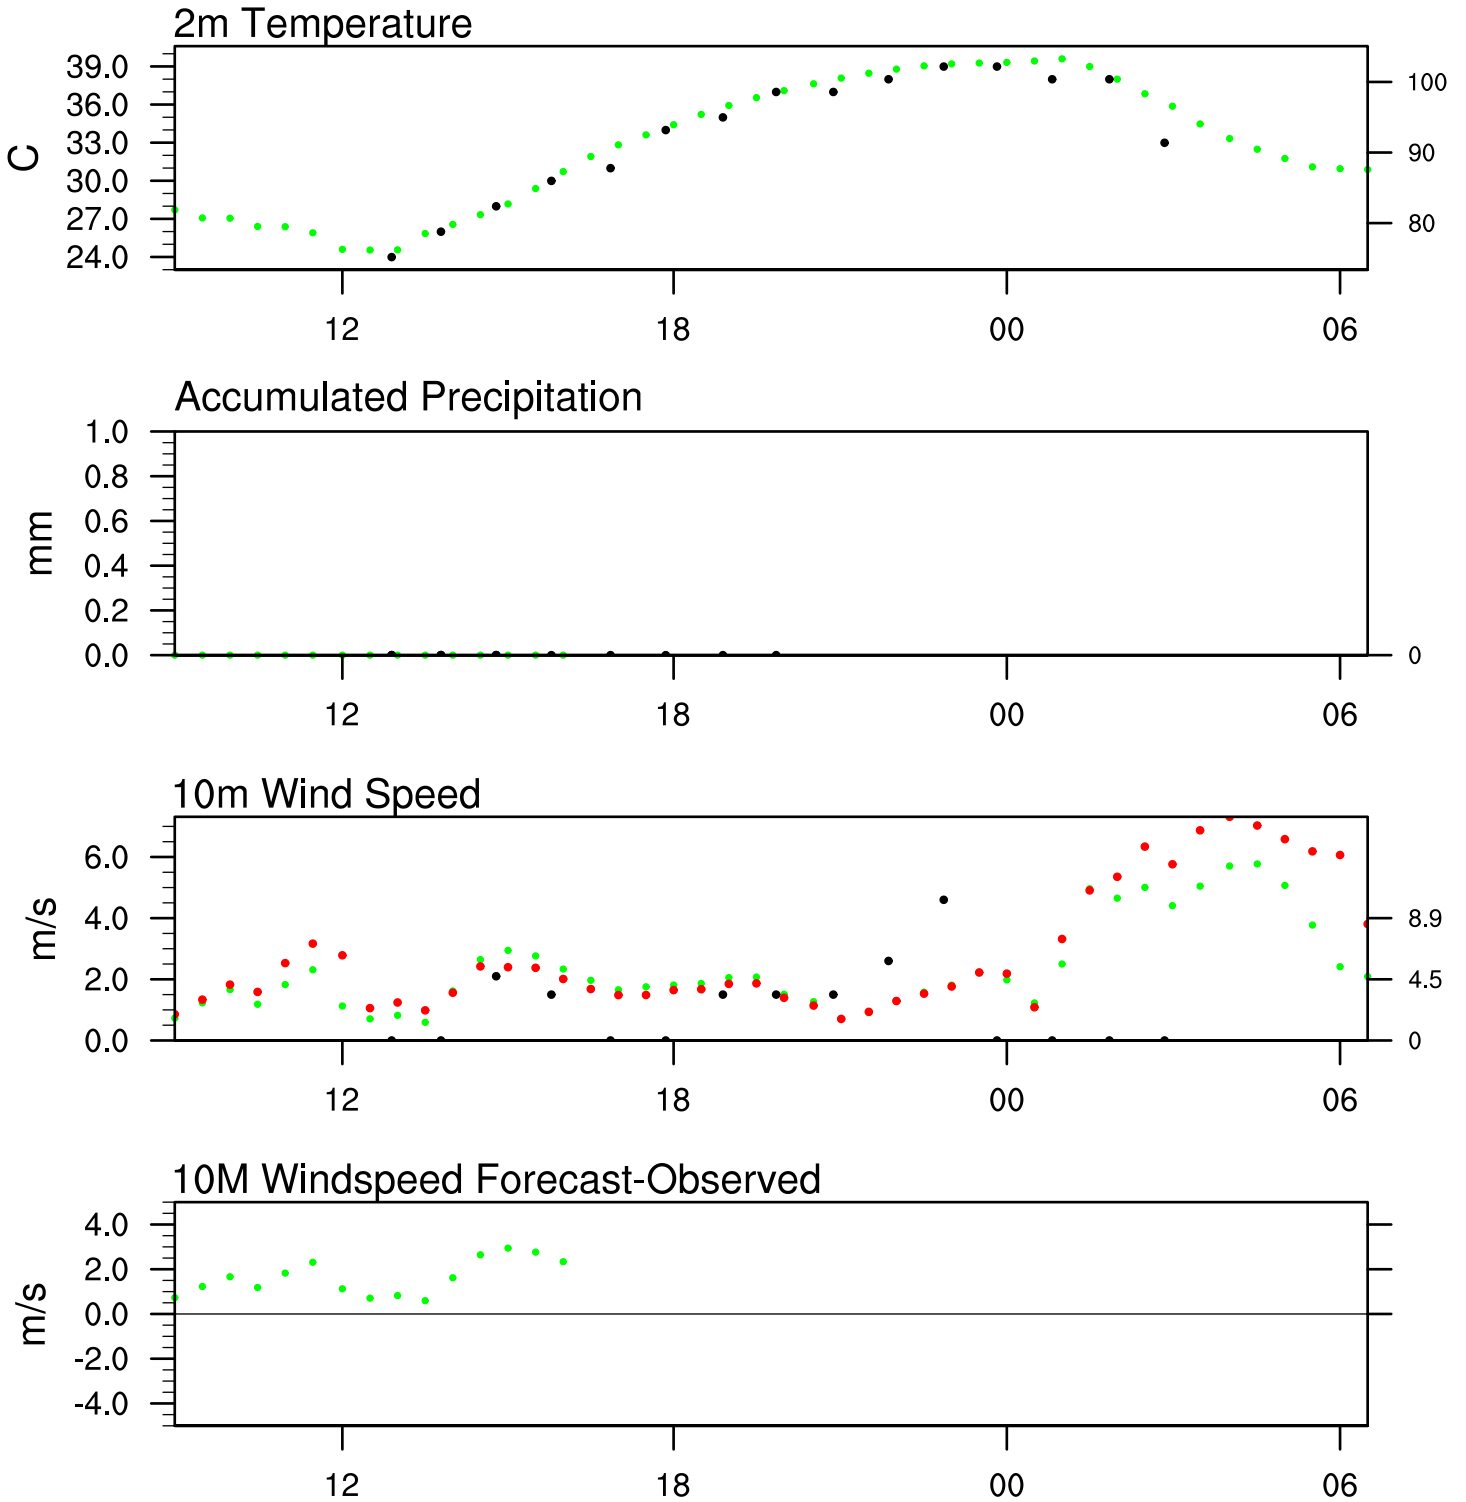 2m Temperature
39.0
36.0
33.0
30.0
27.0
24.0
C
100
90
80
12 18 00 06
Accumulated Precipitation
1.0
0.8
0.6
0.4
0.2
0.0
mm
0
12 18 00 06
10m Wind Speed
6.0
4.0
2.0
0.0
m/s
8.9
4.5
0
12 18 00 06
10M Windspeed Forecast-Observed
4.0
2.0
0.0
-2.0
-4.0
m/s
12 18 00 06